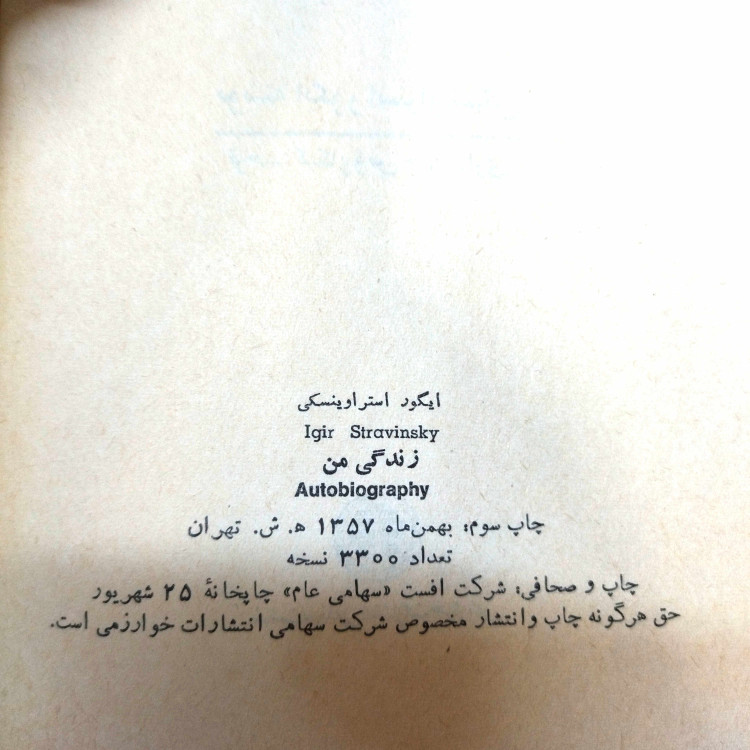 ایگور استراوینسکی
Igir Stravinsky
زندگی من
Autobiography
چاپ سوم: بهمن‌ماه ۱۳۵۷ ه. ش. تهران
تعداد ۳۳۰۰ نسخه
چاپ و صحافی: شرکت افست «سهامی عام» چاپخانهٔ ۲۵ شهریور
حق هرگونه چاپ و انتشار مخصوص شرکت سهامی انتشارات خوارزمی است.